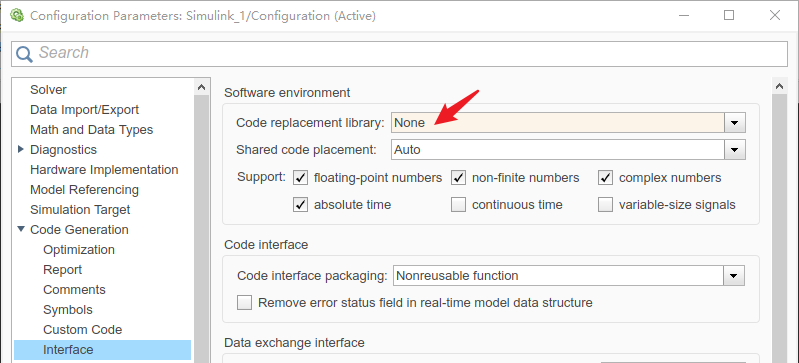 Configuration Parameters: Simulink_1/Configuration (Active)
Search
Solver
Data Import/Export
Math and Data Types
Diagnostics
Hardware Implementation
Model Referencing
Simulation Target
Code Generation
Optimization
Report
Comments
Symbols
Custom Code
Interface
Software environment
Code replacement library: None
Shared code placement: Auto
Support: floating-point numbers non-finite numbers complex numbers
absolute time continuous time variable-size signals
Code interface
Code interface packaging: Nonreusable function
Remove error status field in real-time model data structure
Data exchange interface